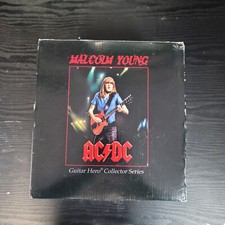 MALCOLM YOUNG
AC⚡DC
Guitar Hero® Collector Series